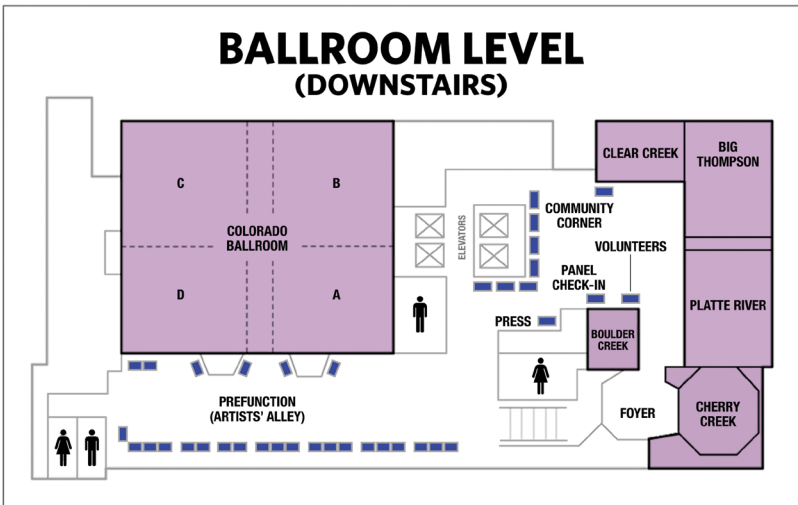 BALLROOM LEVEL
(DOWNSTAIRS)
CLEAR CREEK
BIG
THOMPSON
C
B
COMMUNITY
CORNER
ELEVATORS
COLORADO
BALLROOM
VOLUNTEERS
PANEL
CHECK-IN
D
A
PLATTE RIVER
PRESS
BOULDER
CREEK
PREFUNCTION
(ARTISTS' ALLEY)
FOYER
CHERRY
CREEK